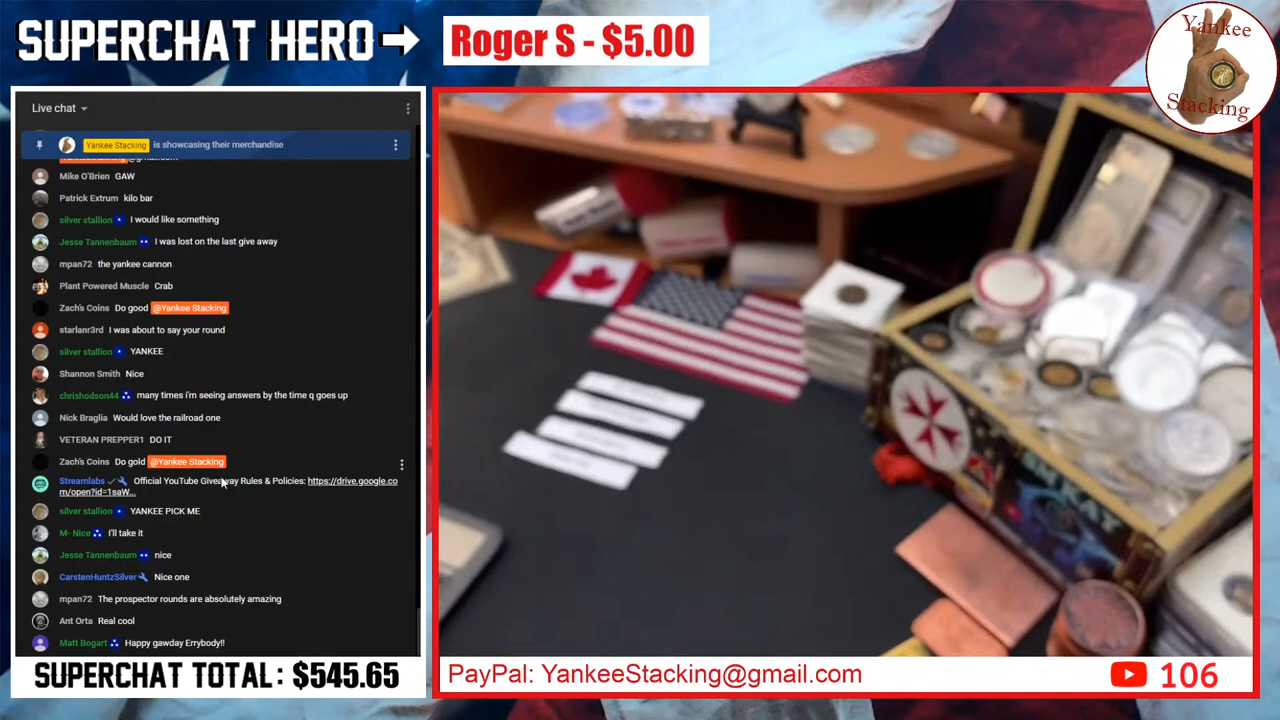 SUPERCHAT HERO
Roger S - $5.00
Yankee
Stacking
Live chat
Yankee Stacking is showcasing their merchandise
Mike O'Brien GAW
Patrick Extrum kilo bar
silver stallion I would like something
Jesse Tannenbaum I was lost on the last give away
mpan72 the yankee cannon
Plant Powered Muscle Crab
Zach's Coins Do good @Yankee Stacking
starlanr3rd I was about to say your round
silver stallion YANKEE
Shannon Smith Nice
chrishodson44 many times i'm seeing answers by the time q goes up
Nick Braglia Would love the railroad one
VETERAN PREPPER1 DO IT
Zach's Coins Do gold @Yankee Stacking
Streamlabs Official YouTube Giveaway Rules & Policies: https://drive.google.co
m/open?id=1saW...
silver stallion YANKEE PICK ME
M- Nice I'll take it
Jesse Tannenbaum nice
CarstenHuntzSilver Nice one
mpan72 The prospector rounds are absolutely amazing
Ant Orta Real cool
Matt Bogart Happy gawday Errybody!!
SUPERCHAT TOTAL: $545.65
PayPal: YankeeStacking@gmail.com
106